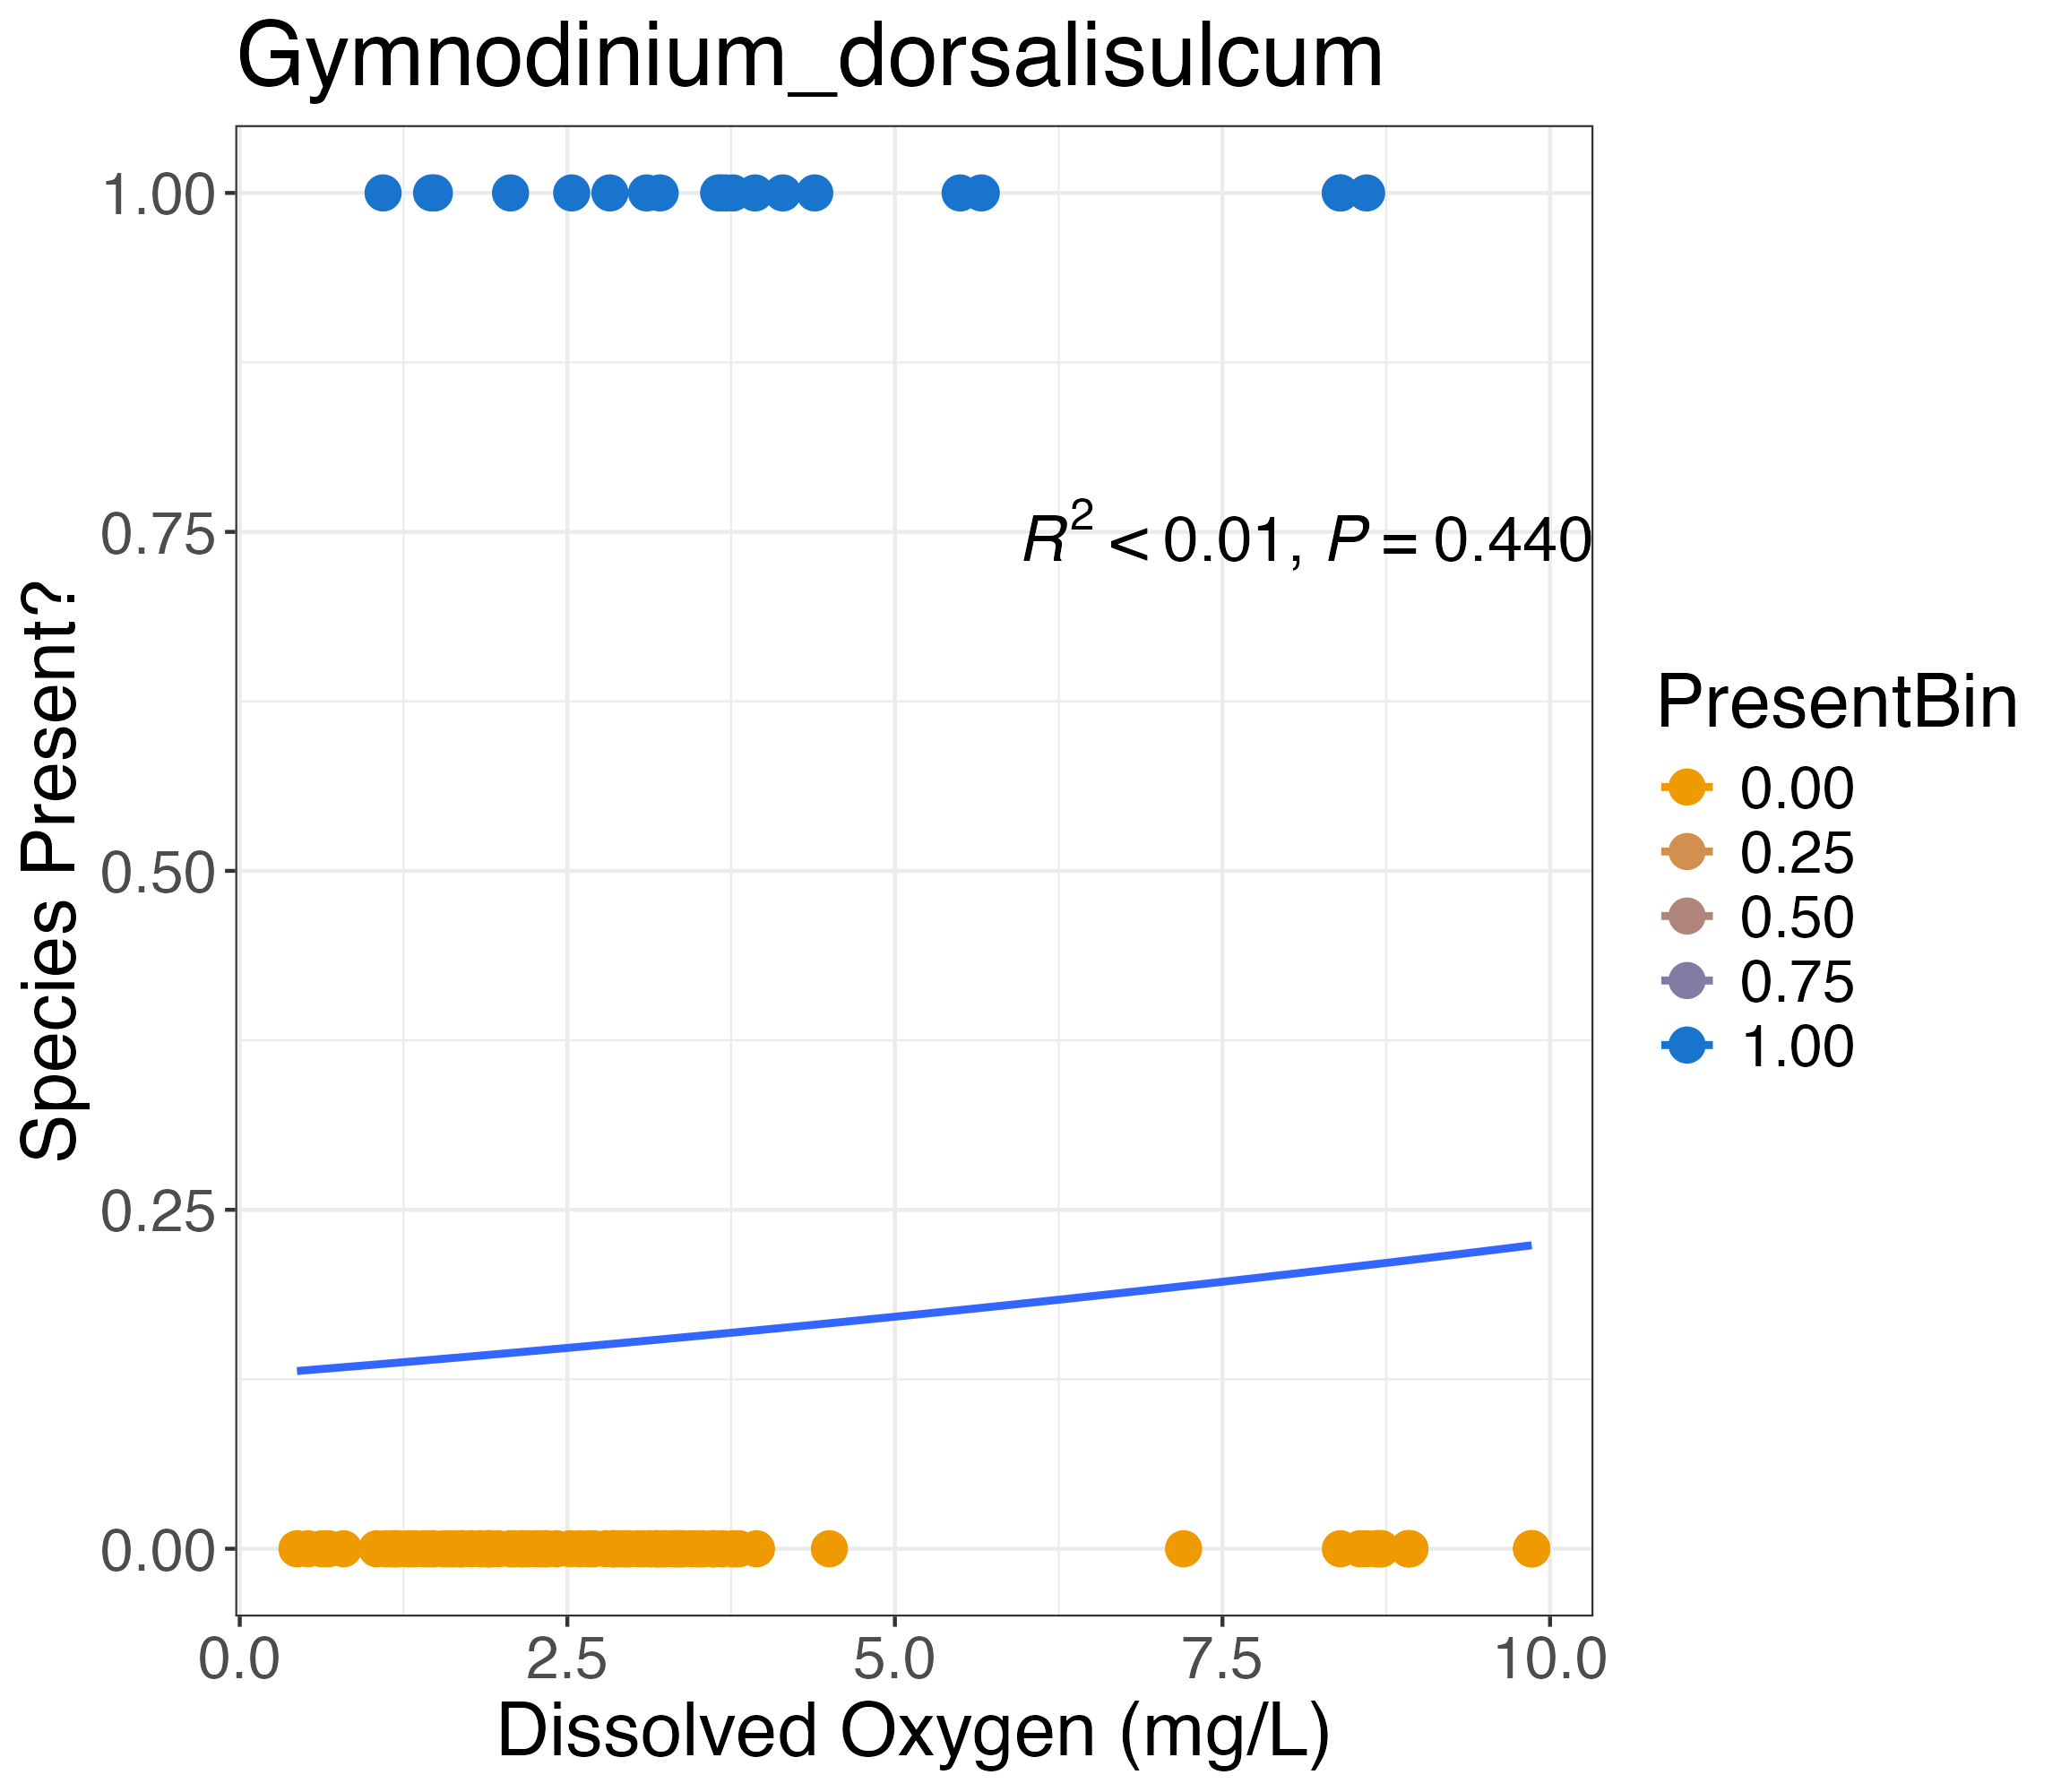 Gymnodinium_dorsalisulcum
1.00
0.75
0.50
0.25
0.00
Species Present?
R² < 0.01, P = 0.440
0.0 2.5 5.0 7.5 10.0
Dissolved Oxygen (mg/L)
PresentBin
0.00
0.25
0.50
0.75
1.00